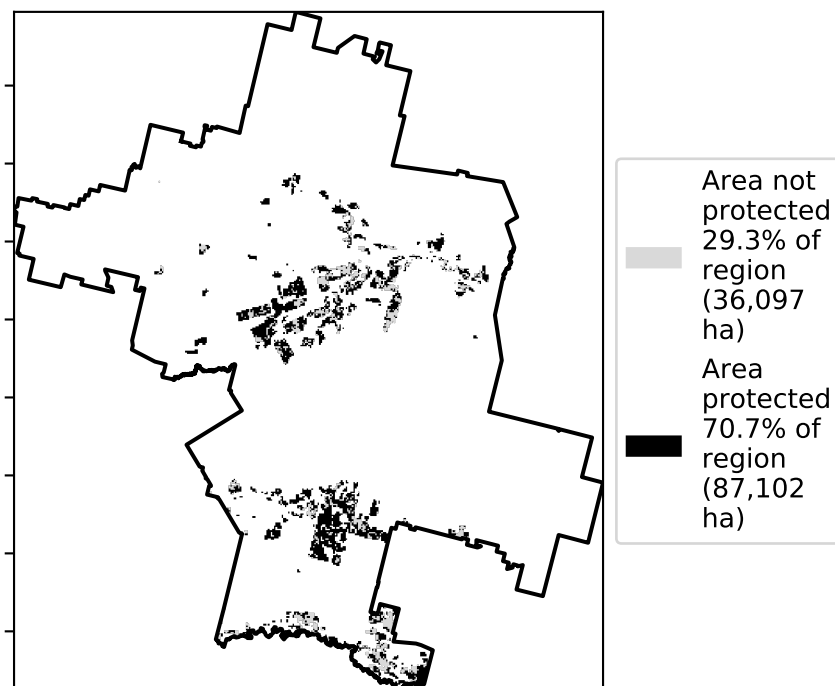 Area not
protected
29.3% of
region
(36,097
ha)
Area
protected
70.7% of
region
(87,102
ha)